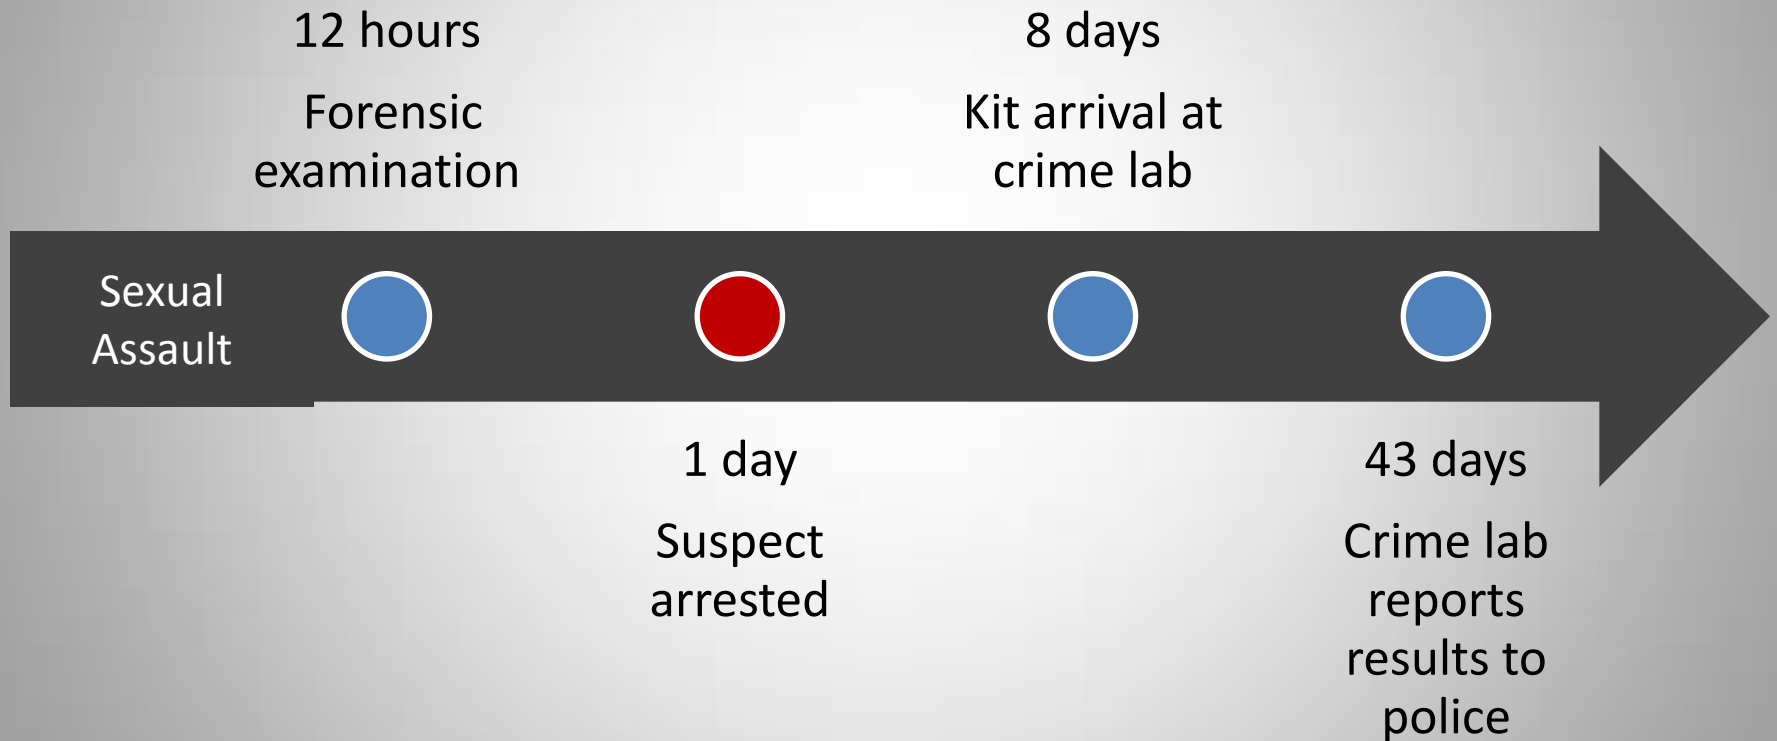 12 hours
Forensic
examination
8 days
Kit arrival at
crime lab
Sexual
Assault
1 day
Suspect
arrested
43 days
Crime lab
reports
results to
police